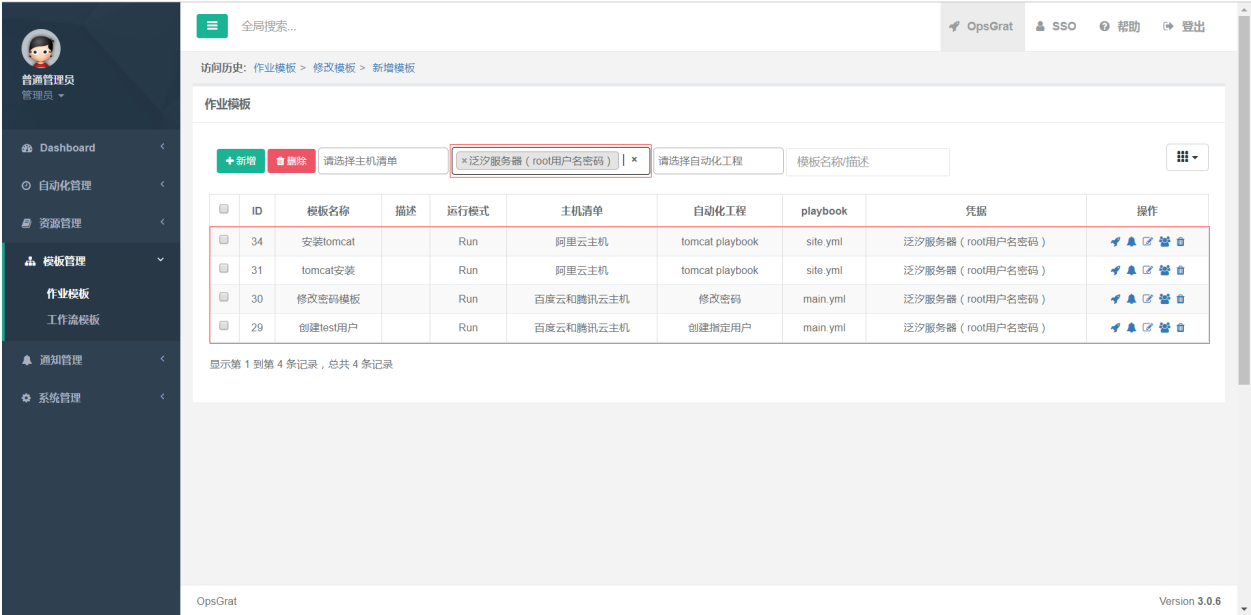 全局搜索...
OpsGrat SSO 帮助 登出
普通管理员
管理员
Dashboard
自动化管理
资源管理
模板管理
作业模板
工作流模板
通知管理
系统管理
访问历史: 作业模板 > 修改模板 > 新增模板
作业模板
新增 删除 请选择主机清单 ×泛汐服务器（root用户名密码） × 请选择自动化工程 模板名称/描述
ID 模板名称 描述 运行模式 主机清单 自动化工程 playbook 凭据 操作
34 安装tomcat Run 阿里云主机 tomcat playbook site.yml 泛汐服务器（root用户名密码）
31 tomcat安装 Run 阿里云主机 tomcat playbook site.yml 泛汐服务器（root用户名密码）
30 修改密码模板 Run 百度云和腾讯云主机 修改密码 main.yml 泛汐服务器（root用户名密码）
29 创建test用户 Run 百度云和腾讯云主机 创建指定用户 main.yml 泛汐服务器（root用户名密码）
显示第 1 到第 4 条记录，总共 4 条记录
OpsGrat
Version 3.0.6